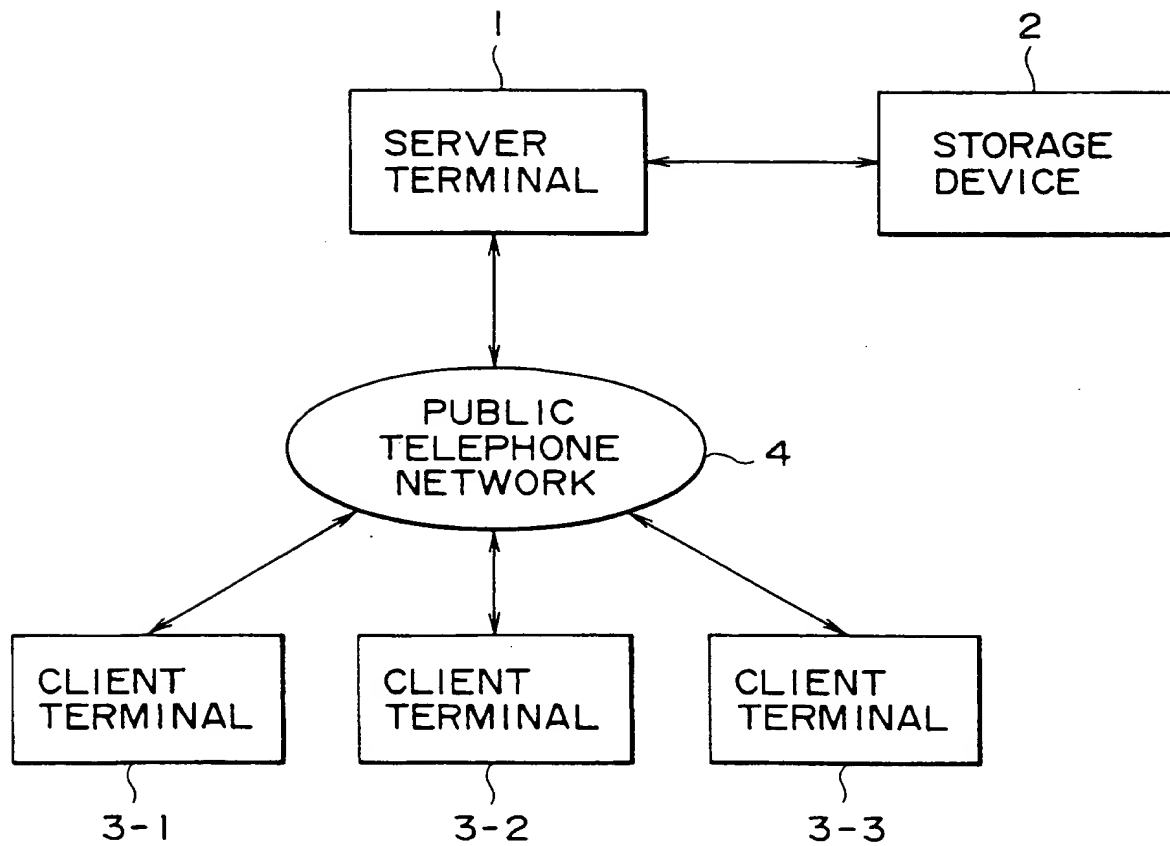 1
2
SERVER
TERMINAL
STORAGE
DEVICE
PUBLIC
TELEPHONE
NETWORK
4
CLIENT
TERMINAL
CLIENT
TERMINAL
CLIENT
TERMINAL
3-1
3-2
3-3